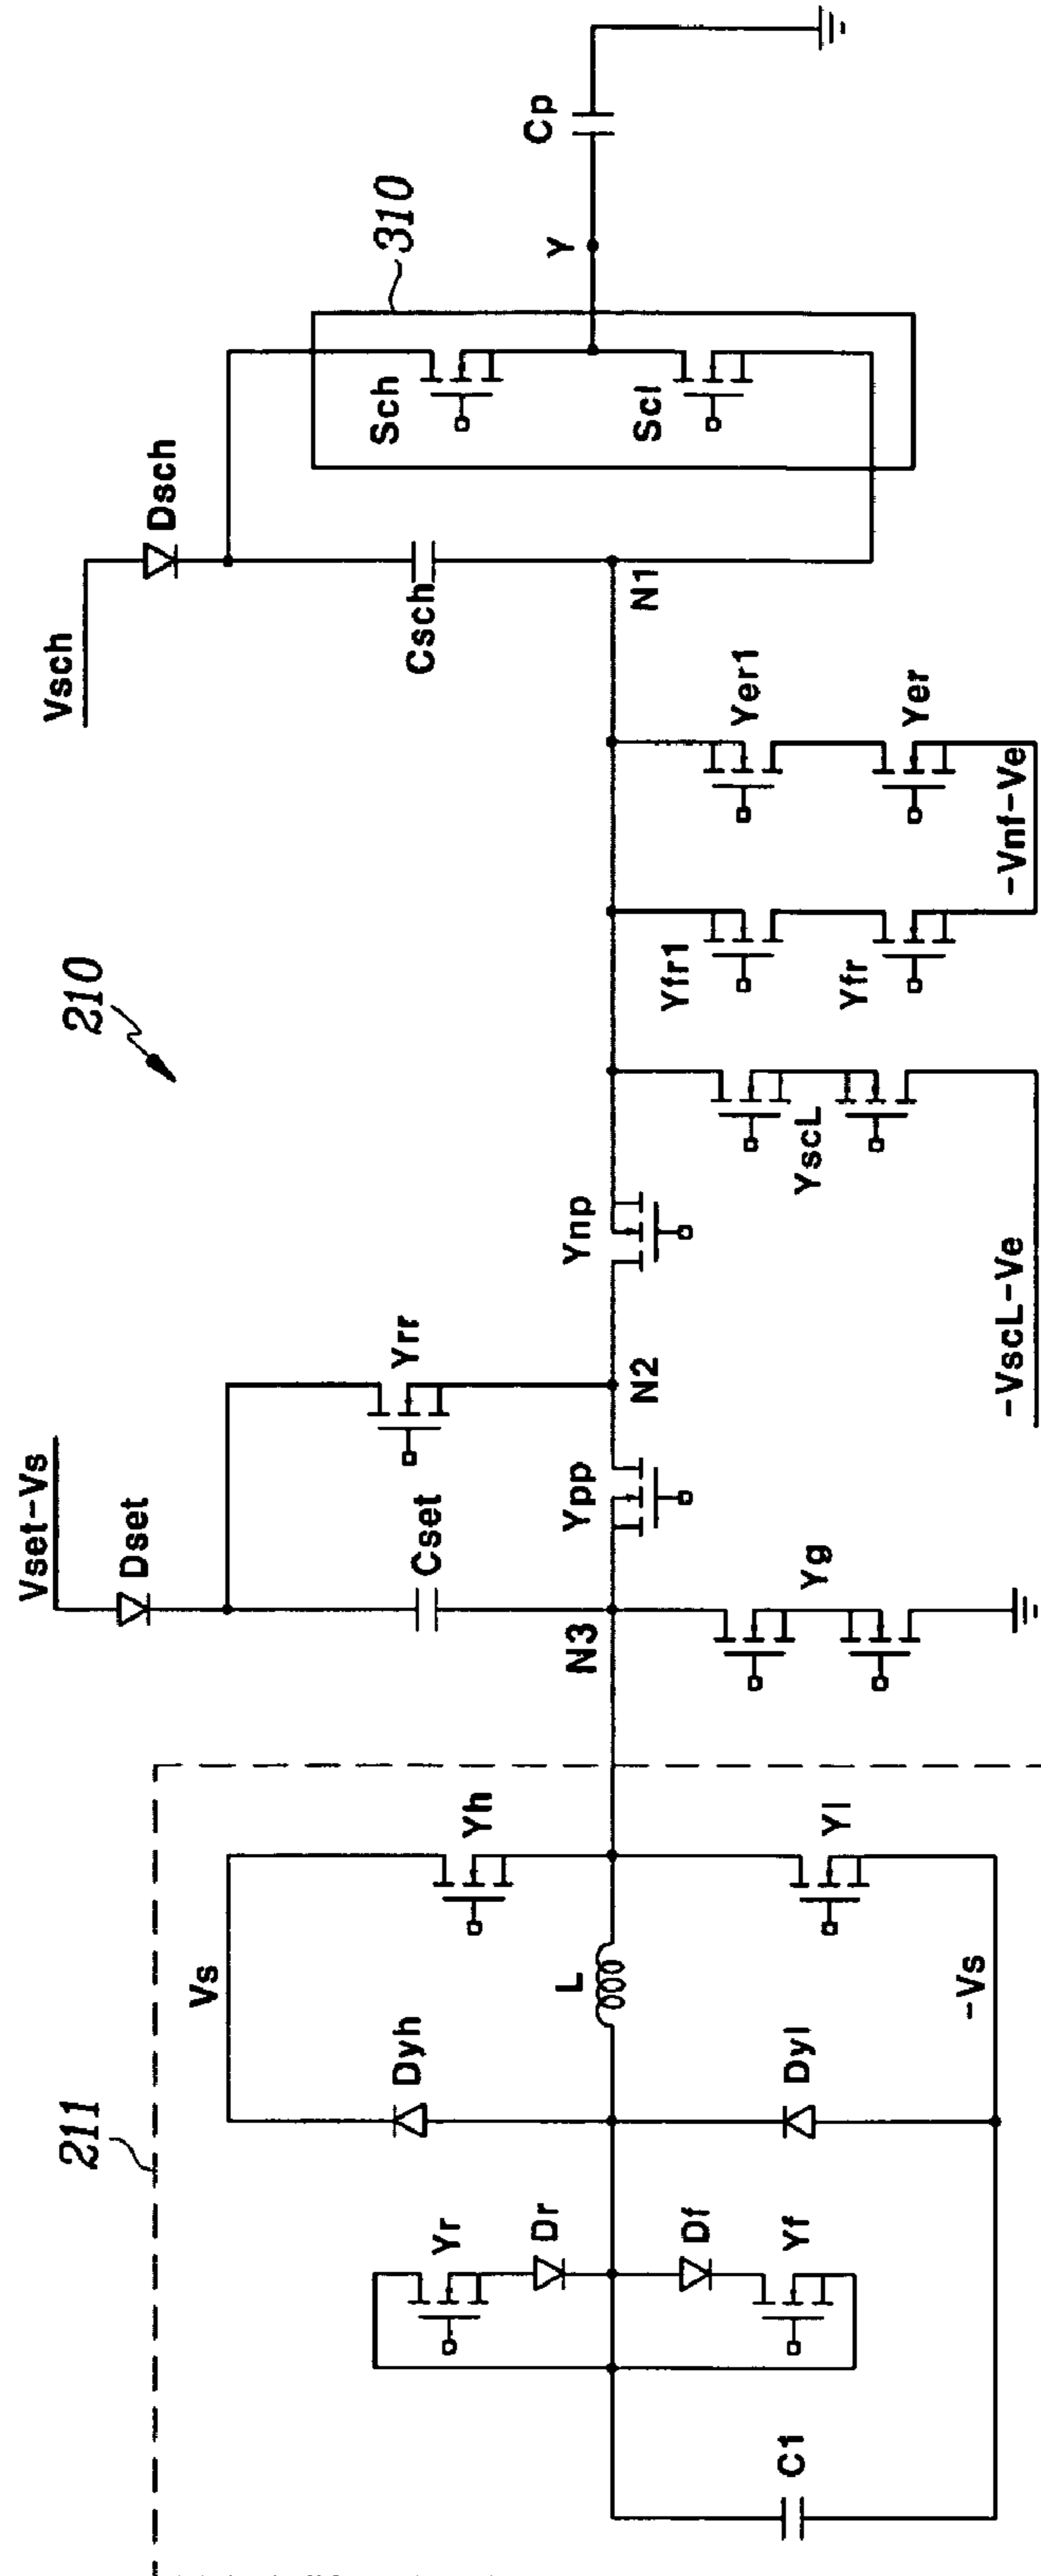 210
211
310
Vset-Vs
Vsch
Dset
Dsch
Yrr
Cset
Csch
Sch
Scl
Y
Cp
Vs
Dyh
Yh
Yr
Dr
L
N3
Ypp
N2
Ynp
N1
Df
Yf
Dyl
Yl
Yg
YscL
Yfr1
Yfr
Yer1
Yer
C1
-Vs
-VscL-Ve
-Vnf-Ve